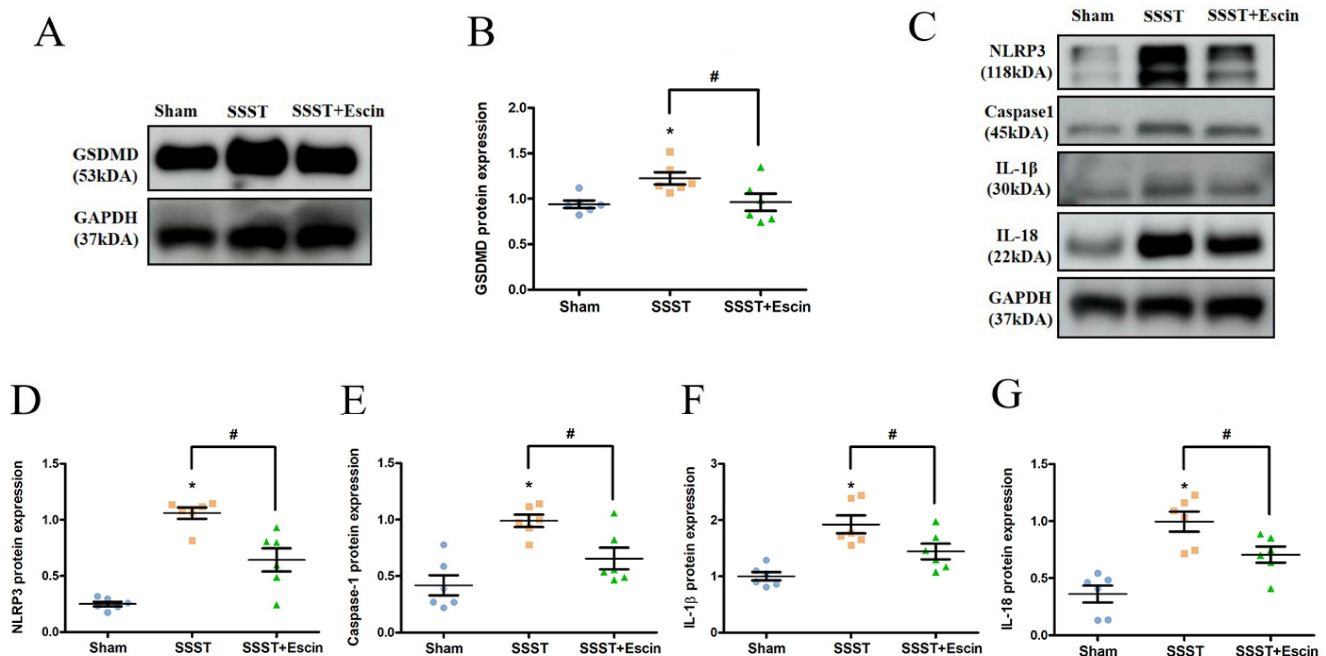 A
Sham SSST SSST+Escin
GSDMD
(53kDA)
GAPDH
(37kDA)
B
GSDMD protein expression
2.0
1.5
1.0
0.5
0.0
#
*
Sham SSST SSST+Escin
C
Sham SSST SSST+Escin
NLRP3
(118kDA)
Caspase1
(45kDA)
IL-1β
(30kDA)
IL-18
(22kDA)
GAPDH
(37kDA)
D
NLRP3 protein expression
1.5
1.0
0.5
0.0
#
*
Sham SSST SSST+Escin
E
Caspase-1 protein expression
1.5
1.0
0.5
0.0
#
*
Sham SSST SSST+Escin
F
IL-1β protein expression
3
2
1
0
#
*
Sham SSST SSST+Escin
G
IL-18 protein expression
1.5
1.0
0.5
0.0
#
*
Sham SSST SSST+Escin